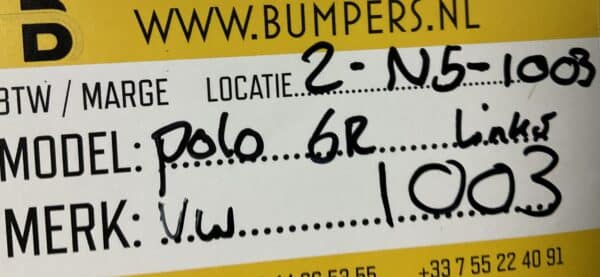 B
WWW.BUMPERS.NL
BTW / MARGE LOCATIE 2-N5-1003
MODEL: polo 6R Links
MERK: V.W 1003
+33 7 55 22 40 91